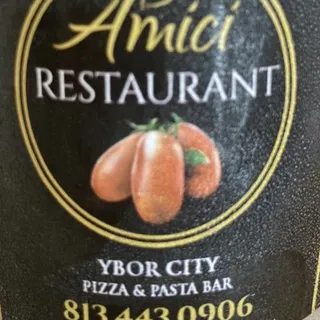 Amici
RESTAURANT
YBOR CITY
PIZZA & PASTA BAR
813.443.0906